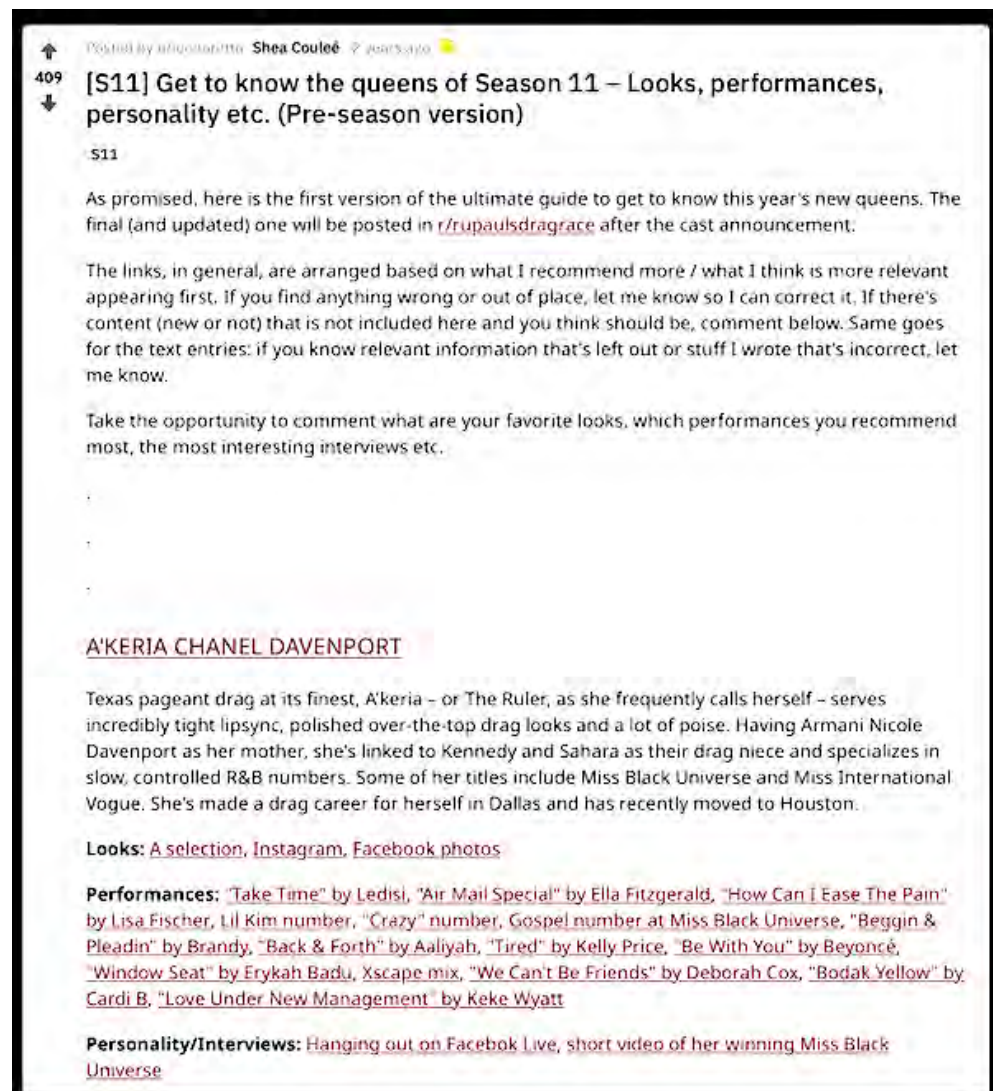 Posted by Shea Couleé 2 years ago
409
[S11] Get to know the queens of Season 11 – Looks, performances,
personality etc. (Pre-season version)
S11
As promised, here is the first version of the ultimate guide to get to know this year's new queens. The
final (and updated) one will be posted in r/rupaulsdragrace after the cast announcement.
The links, in general, are arranged based on what I recommend more / what I think is more relevant
appearing first. If you find anything wrong or out of place, let me know so I can correct it. If there's
content (new or not) that is not included here and you think should be, comment below. Same goes
for the text entries: if you know relevant information that's left out or stuff I wrote that's incorrect, let
me know.
Take the opportunity to comment what are your favorite looks, which performances you recommend
most, the most interesting interviews etc.
.
.
.
A'KERIA CHANEL DAVENPORT
Texas pageant drag at its finest, A'keria – or The Ruler, as she frequently calls herself – serves
incredibly tight lipsync, polished over-the-top drag looks and a lot of poise. Having Armani Nicole
Davenport as her mother, she's linked to Kennedy and Sahara as their drag niece and specializes in
slow, controlled R&B numbers. Some of her titles include Miss Black Universe and Miss International
Vogue. She's made a drag career for herself in Dallas and has recently moved to Houston.
Looks: A selection, Instagram, Facebook photos
Performances: "Take Time" by Ledisi, "Air Mail Special" by Ella Fitzgerald, "How Can I Ease The Pain"
by Lisa Fischer, Lil Kim number, "Crazy" number, Gospel number at Miss Black Universe, "Beggin &
Pleadin" by Brandy, "Back & Forth" by Aaliyah, "Tired" by Kelly Price, "Be With You" by Beyoncé,
"Window Seat" by Erykah Badu, Xscape mix, "We Can't Be Friends" by Deborah Cox, "Bodak Yellow" by
Cardi B, "Love Under New Management" by Keke Wyatt
Personality/Interviews: Hanging out on Facebok Live, short video of her winning Miss Black
Universe